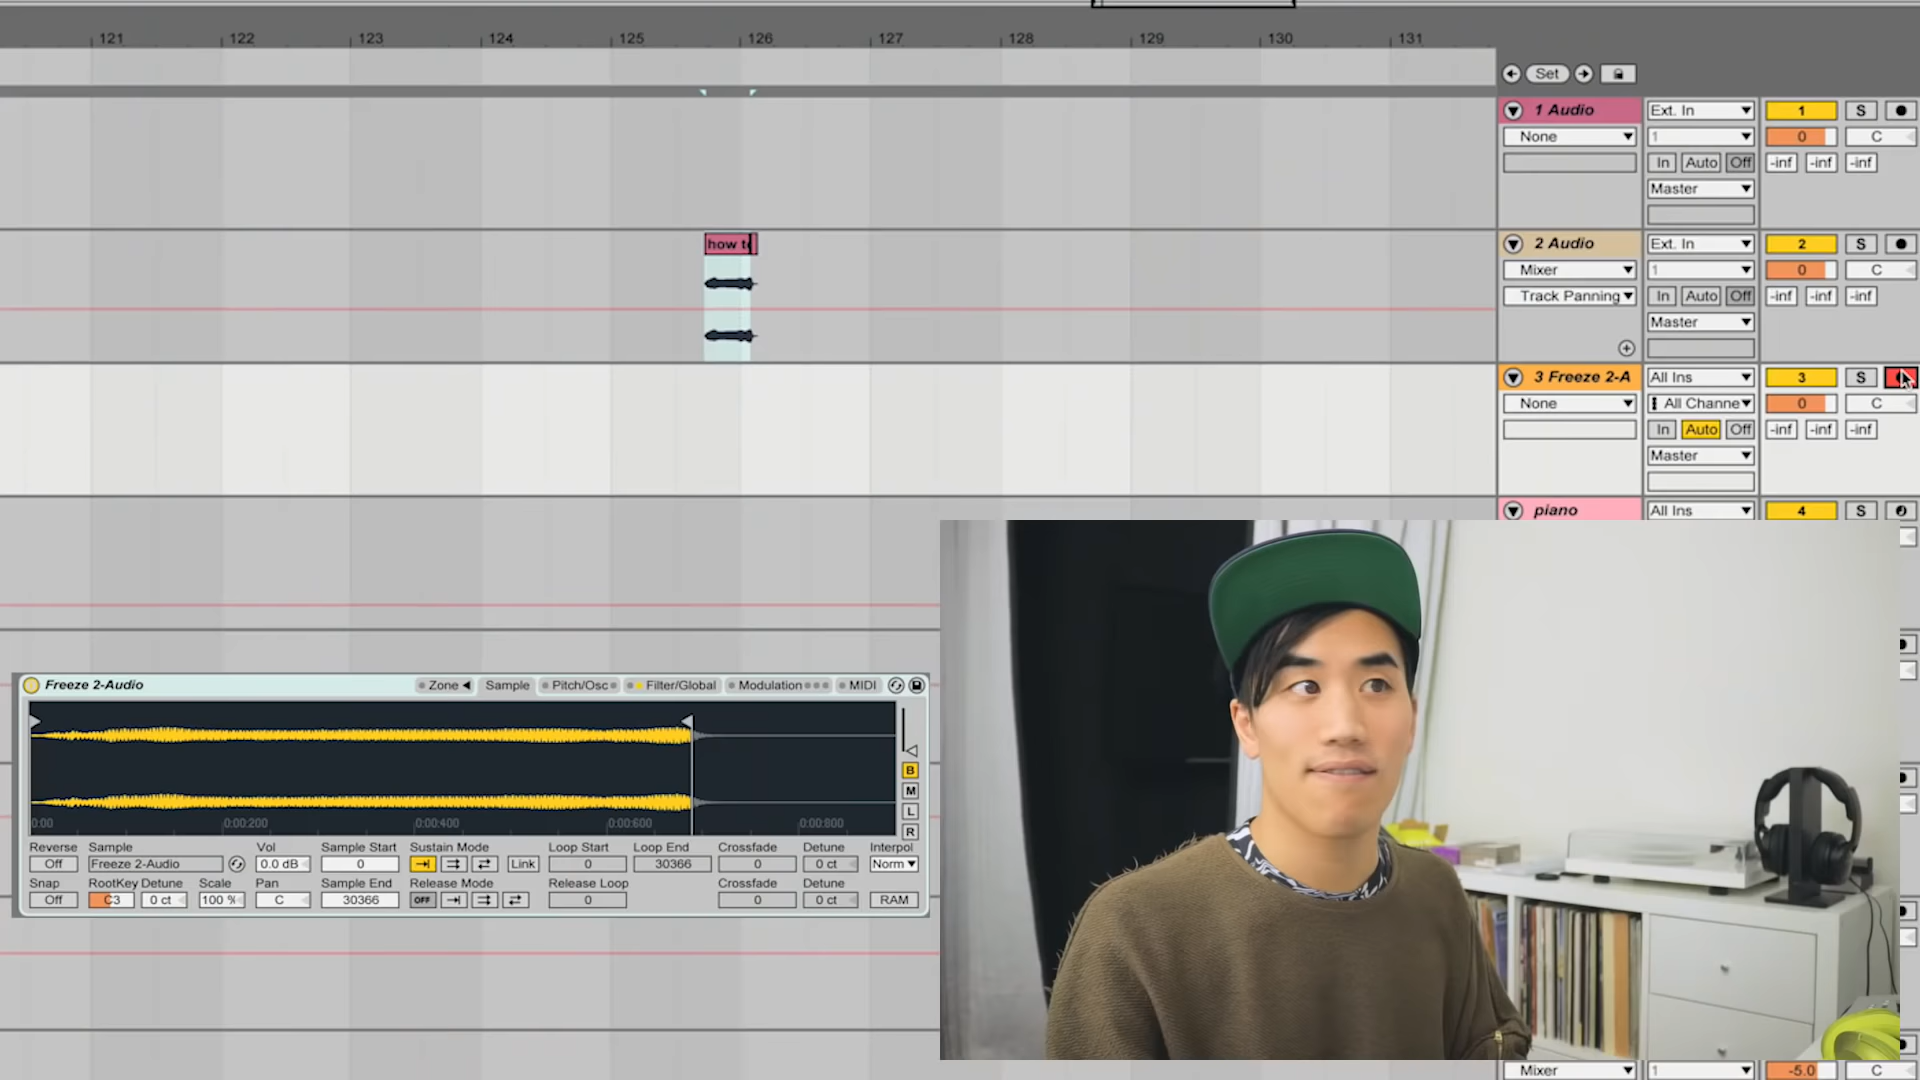 121 122 123 124 125 126 127 128 129 130 131
Set
1 Audio Ext. In 1 S
None 1 0 C
In Auto Off -inf -inf -inf
Master
how t
2 Audio Ext. In 2 S
Mixer 1 0 C
Track Panning In Auto Off -inf -inf -inf
Master
3 Freeze 2-A All Ins 3 S
None All Channe 0 C
In Auto Off -inf -inf -inf
Master
piano All Ins 4 S
Freeze 2-Audio Zone Sample Pitch/Osc Filter/Global Modulation MIDI
B
M
L
R
0:00 0:00:200 0:00:400 0:00:600 0:00:800
Reverse Sample Vol Sample Start Sustain Mode Loop Start Loop End Crossfade Detune Interpol
Off Freeze 2-Audio 0.0 dB 0 Link 0 30366 0 0 ct Norm
Snap RootKey Detune Scale Pan Sample End Release Mode Release Loop Crossfade Detune
Off C3 0 ct 100 % C 30366 OFF 0 0 0 ct RAM
Mixer 1 -5.0 C